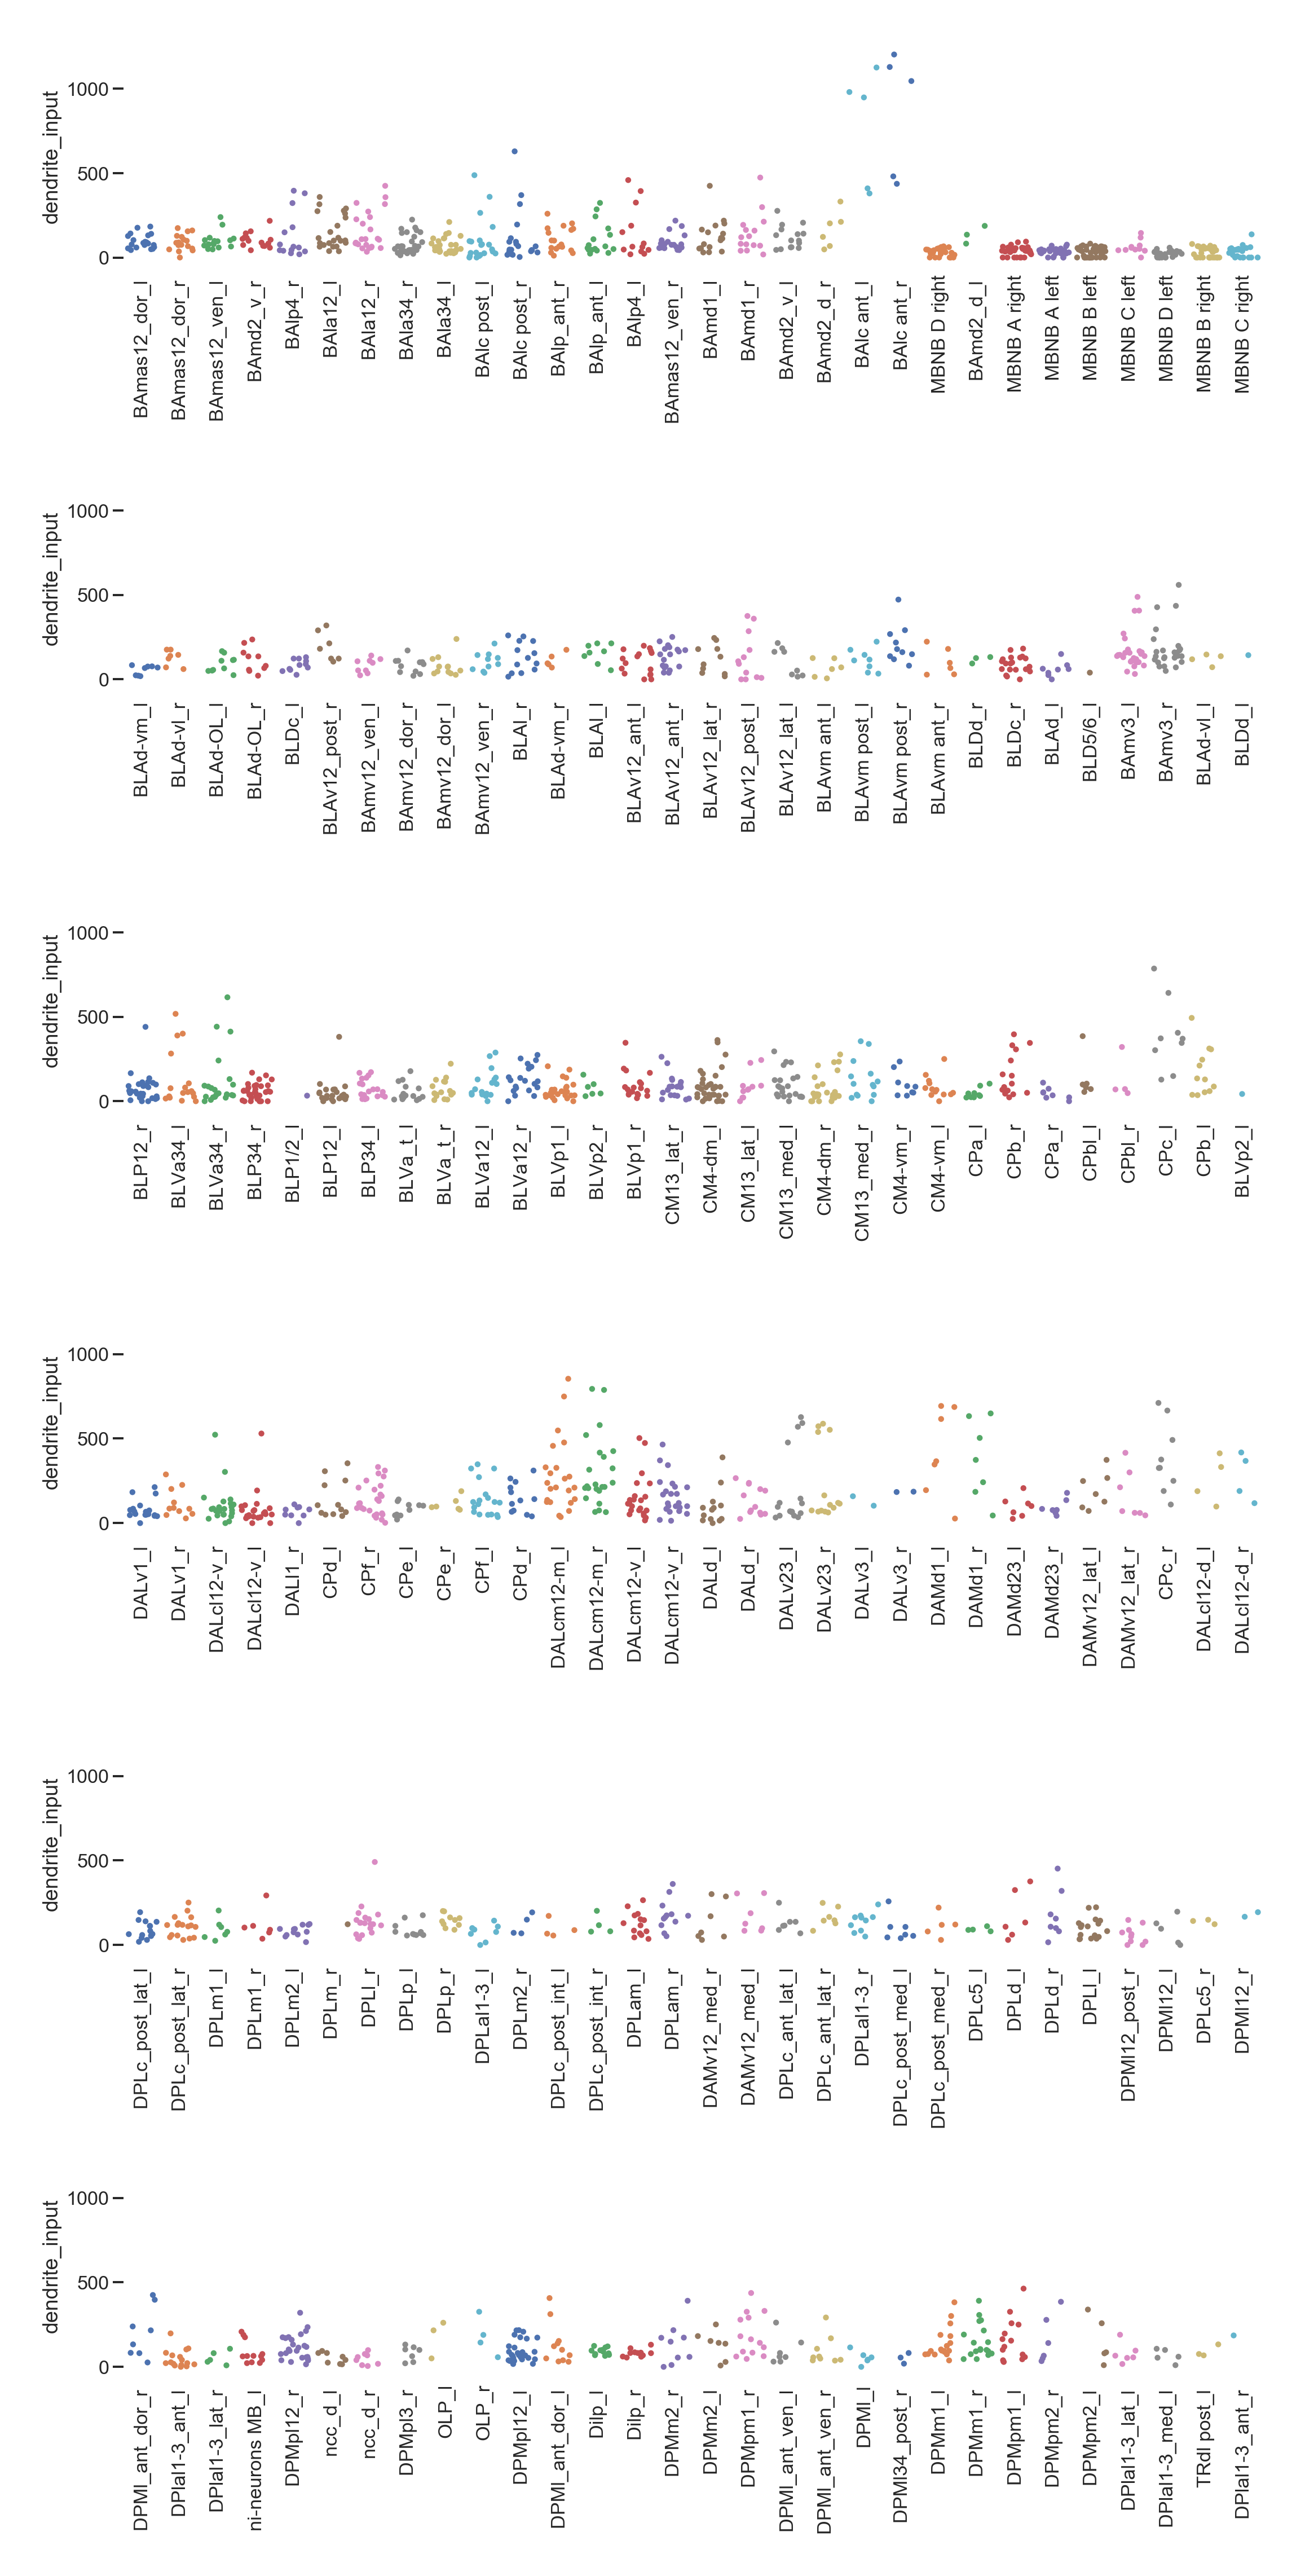 dendrite_input
1000
500
0
BAmas12_dor_l
BAmas12_dor_r
BAmas12_ven_l
BAmd2_v_r
BAlp4_r
BAla12_l
BAla12_r
BAla34_r
BAla34_l
BAlc post_l
BAlc post_r
BAlp_ant_r
BAlp_ant_l
BAlp4_l
BAmas12_ven_r
BAmd1_l
BAmd1_r
BAmd2_v_l
BAmd2_d_r
BAlc ant_l
BAlc ant_r
MBNB D right
BAmd2_d_l
MBNB A right
MBNB A left
MBNB B left
MBNB C left
MBNB D left
MBNB B right
MBNB C right
dendrite_input
1000
500
0
BLAd-vm_l
BLAd-vl_r
BLAd-OL_l
BLAd-OL_r
BLDc_l
BLAv12_post_r
BAmv12_ven_l
BAmv12_dor_r
BAmv12_dor_l
BAmv12_ven_r
BLAl_r
BLAd-vm_r
BLAl_l
BLAv12_ant_l
BLAv12_ant_r
BLAv12_lat_r
BLAv12_post_l
BLAv12_lat_l
BLAvm ant_l
BLAvm post_l
BLAvm post_r
BLAvm ant_r
BLDd_r
BLDc_r
BLAd_l
BLD5/6_l
BAmv3_l
BAmv3_r
BLAd-vl_l
BLDd_l
dendrite_input
1000
500
0
BLP12_r
BLVa34_l
BLVa34_r
BLP34_r
BLP1/2_l
BLP12_l
BLP34_l
BLVa_t_l
BLVa_t_r
BLVa12_l
BLVa12_r
BLVp1_l
BLVp2_r
BLVp1_r
CM13_lat_r
CM4-dm_l
CM13_lat_l
CM13_med_l
CM4-dm_r
CM13_med_r
CM4-vm_r
CM4-vm_l
CPa_l
CPb_r
CPa_r
CPbl_l
CPbl_r
CPc_l
CPb_l
BLVp2_l
dendrite_input
1000
500
0
DALv1_l
DALv1_r
DALcl12-v_r
DALcl12-v_l
DALl1_r
CPd_l
CPf_r
CPe_l
CPe_r
CPf_l
CPd_r
DALcm12-m_l
DALcm12-m_r
DALcm12-v_l
DALcm12-v_r
DALd_l
DALd_r
DALv23_l
DALv23_r
DALv3_l
DALv3_r
DAMd1_l
DAMd1_r
DAMd23_l
DAMd23_r
DAMv12_lat_l
DAMv12_lat_r
CPc_r
DALcl12-d_l
DALcl12-d_r
dendrite_input
1000
500
0
DPLc_post_lat_l
DPLc_post_lat_r
DPLm1_l
DPLm1_r
DPLm2_l
DPLm_r
DPLl_r
DPLp_l
DPLp_r
DPLal1-3_l
DPLm2_r
DPLc_post_int_l
DPLc_post_int_r
DPLam_l
DPLam_r
DAMv12_med_r
DAMv12_med_l
DPLc_ant_lat_l
DPLc_ant_lat_r
DPLal1-3_r
DPLc_post_med_l
DPLc_post_med_r
DPLc5_l
DPLd_l
DPLd_r
DPLl_l
DPMl12_post_r
DPMl12_l
DPLc5_r
DPMl12_r
dendrite_input
1000
500
0
DPMl_ant_dor_r
DPlal1-3_ant_l
DPlal1-3_lat_r
ni-neurons MB_l
DPMpl12_r
ncc_d_l
ncc_d_r
DPMpl3_r
OLP_l
OLP_r
DPMpl12_l
DPMl_ant_dor_l
Dilp_l
Dilp_r
DPMm2_r
DPMm2_l
DPMpm1_r
DPMl_ant_ven_l
DPMl_ant_ven_r
DPMl_l
DPMl34_post_r
DPMm1_l
DPMm1_r
DPMpm1_l
DPMpm2_r
DPMpm2_l
DPlal1-3_lat_l
DPlal1-3_med_l
TRdl post_l
DPlal1-3_ant_r